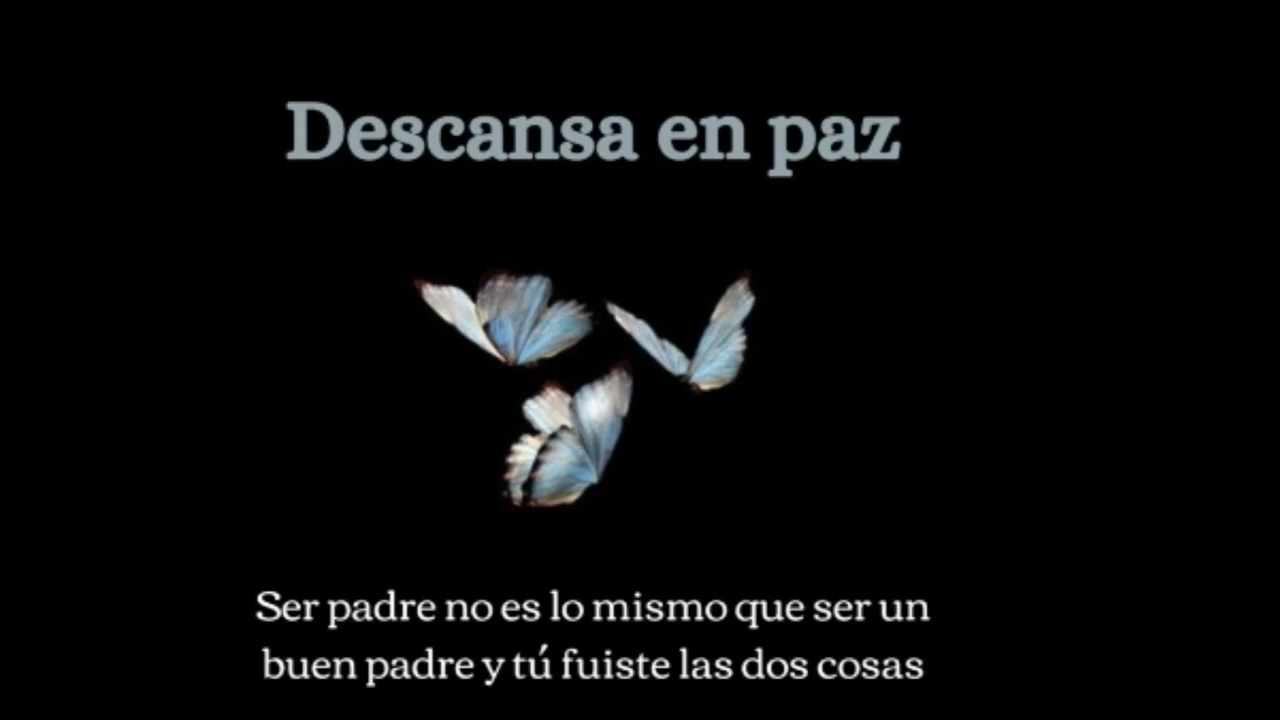 Descansa en paz
Ser padre no es lo mismo que ser un
buen padre y tú fuiste las dos cosas